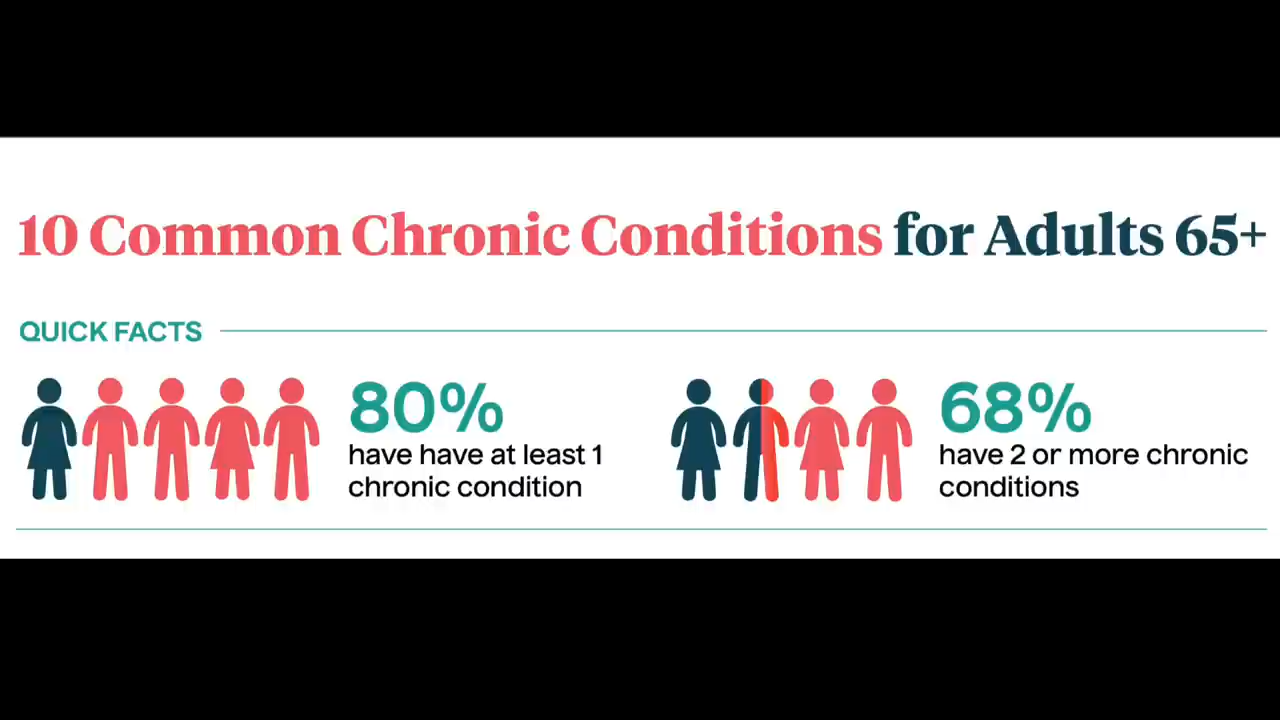 10 Common Chronic Conditions for Adults 65+
QUICK FACTS
80%
have have at least 1
chronic condition
68%
have 2 or more chronic
conditions